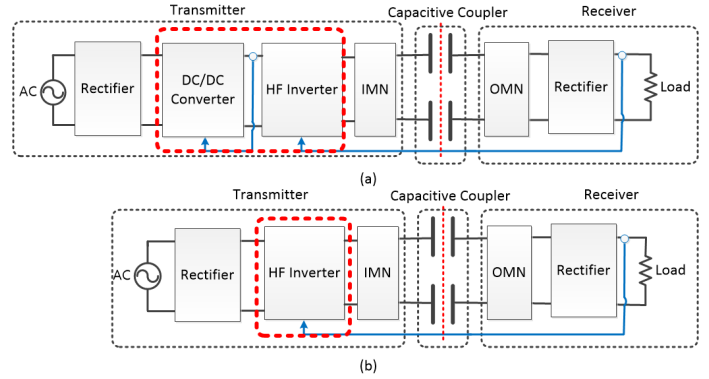 Transmitter Capacitive Coupler Receiver
AC
Rectifier
DC/DC
Converter
HF Inverter
IMN
OMN
Rectifier
Load
(a)
Transmitter Capacitive Coupler Receiver
AC
Rectifier
HF Inverter
IMN
OMN
Rectifier
Load
(b)